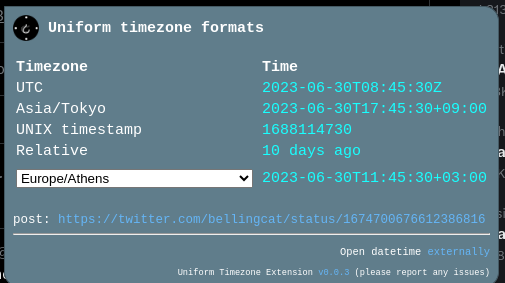 Uniform timezone formats
Timezone Time
UTC 2023-06-30T08:45:30Z
Asia/Tokyo 2023-06-30T17:45:30+09:00
UNIX timestamp 1688114730
Relative 10 days ago
Europe/Athens 2023-06-30T11:45:30+03:00
post: https://twitter.com/bellingcat/status/1674700676612386816
Open datetime externally
Uniform Timezone Extension v0.0.3 (please report any issues)